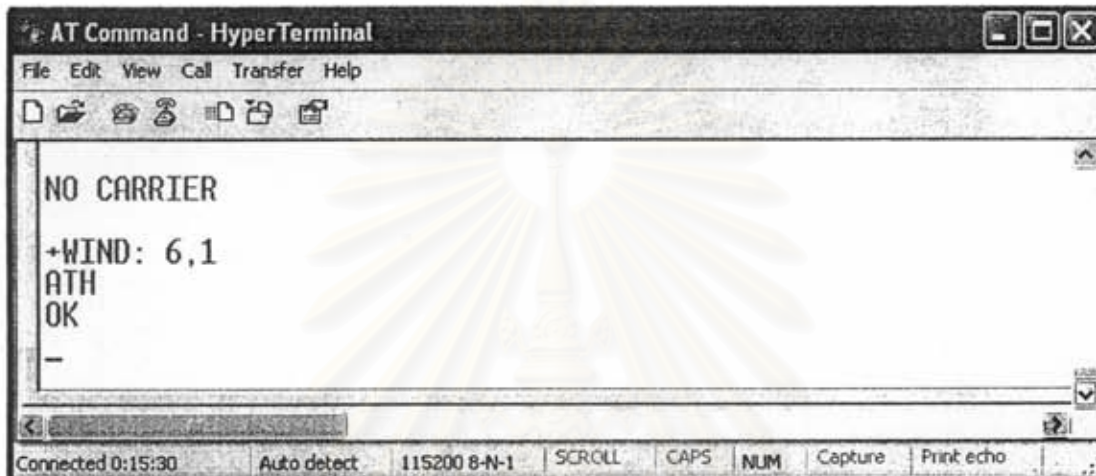 AT Command - HyperTerminal
File Edit View Call Transfer Help
NO CARRIER
+WIND: 6,1
ATH
OK
_
Connected 0:15:30 Auto detect 115200 8-N-1 SCROLL CAPS NUM Capture Print echo